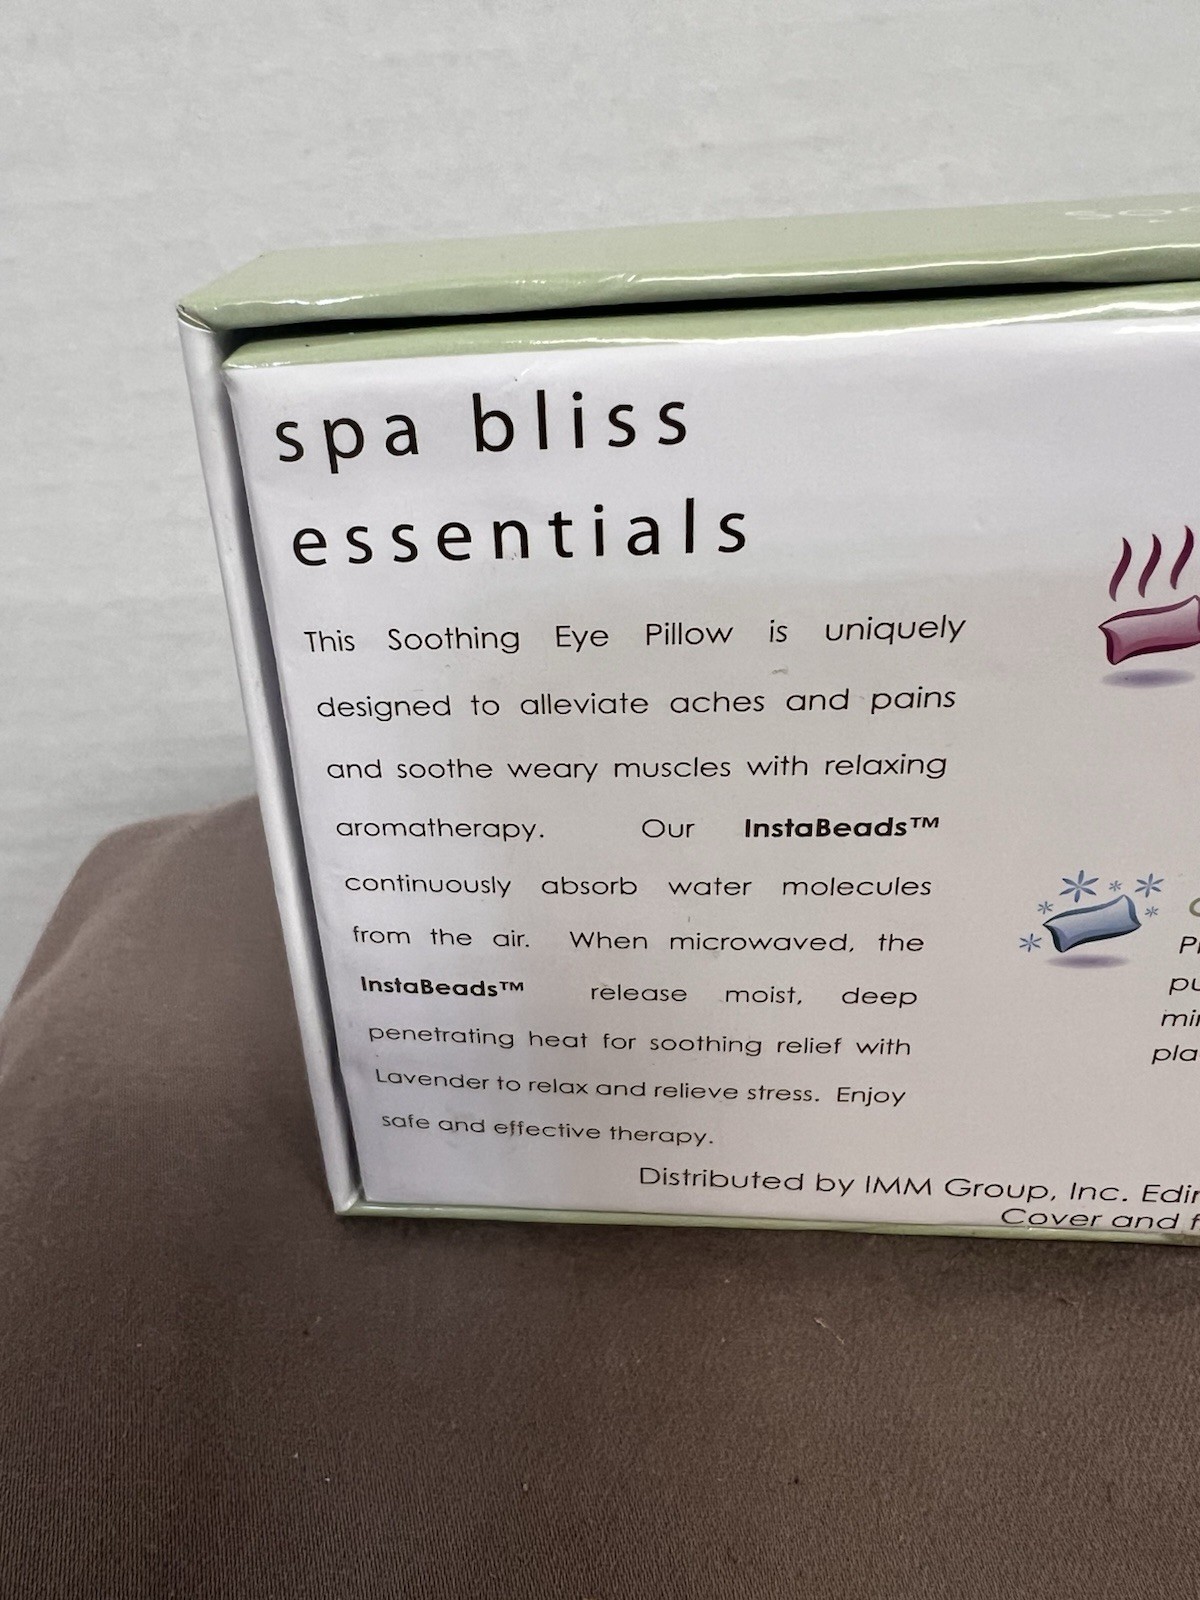 spa bliss
essentials
This Soothing Eye Pillow is uniquely
designed to alleviate aches and pains
and soothe weary muscles with relaxing
aromatherapy. Our InstaBeads™
continuously absorb water molecules
from the air. When microwaved, the
InstaBeads™ release moist, deep
penetrating heat for soothing relief with
Lavender to relax and relieve stress. Enjoy
safe and effective therapy.
Distributed by IMM Group, Inc.
Cover and